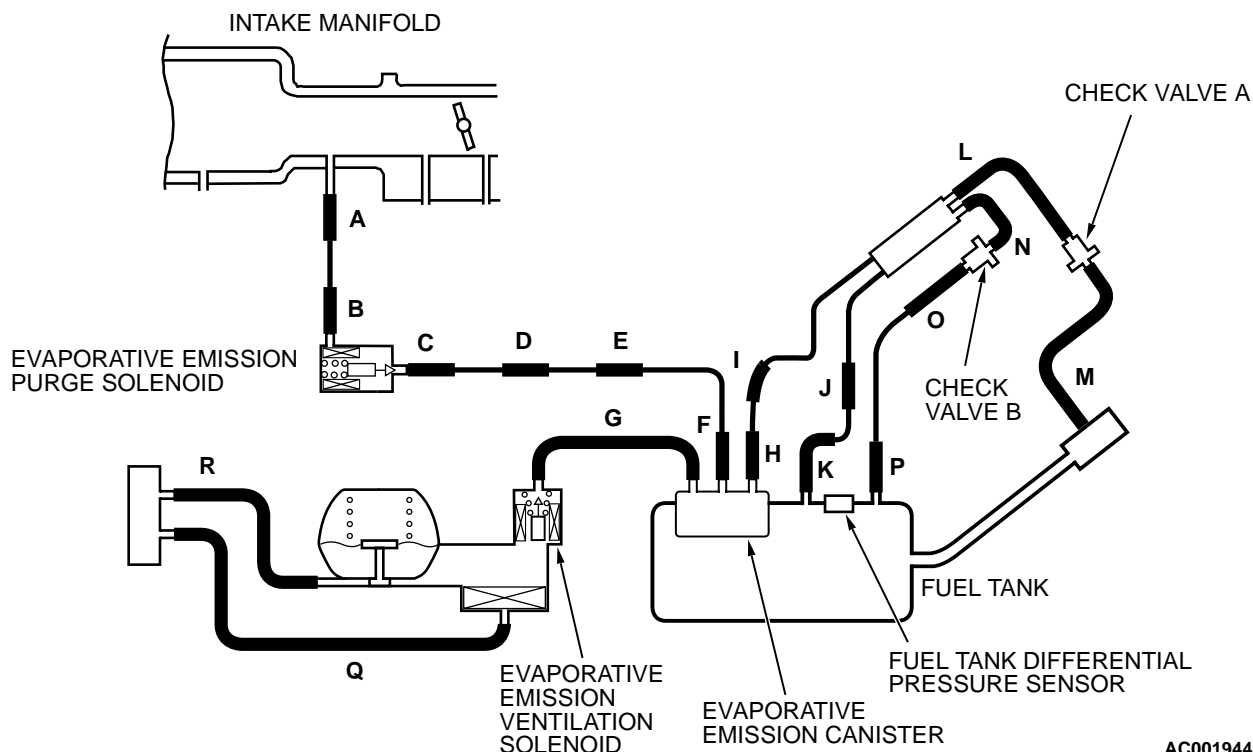 INTAKE MANIFOLD
CHECK VALVE A
L
A
N
B
O
EVAPORATIVE EMISSION
PURGE SOLENOID
C
D
E
I
J
CHECK
VALVE B
M
G
F
H
K
P
R
FUEL TANK
Q
FUEL TANK DIFFERENTIAL
PRESSURE SENSOR
EVAPORATIVE
EMISSION
VENTILATION
SOLENOID
EVAPORATIVE
EMISSION CANISTER
AC001944